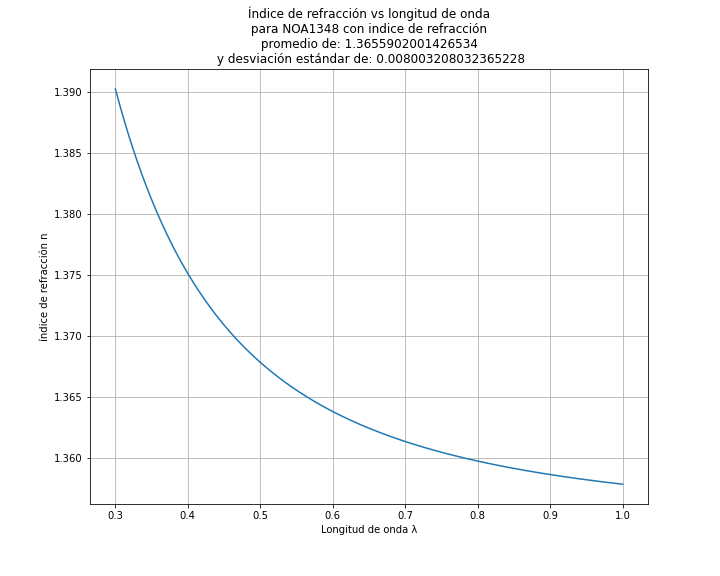 Índice de refracción vs longitud de onda
para NOA1348 con indice de refracción
promedio de: 1.3655902001426534
y desviación estándar de: 0.008003208032365228
1.390
1.385
1.380
1.375
1.370
1.365
1.360
índice de refracción n
0.3 0.4 0.5 0.6 0.7 0.8 0.9 1.0
Longitud de onda λ